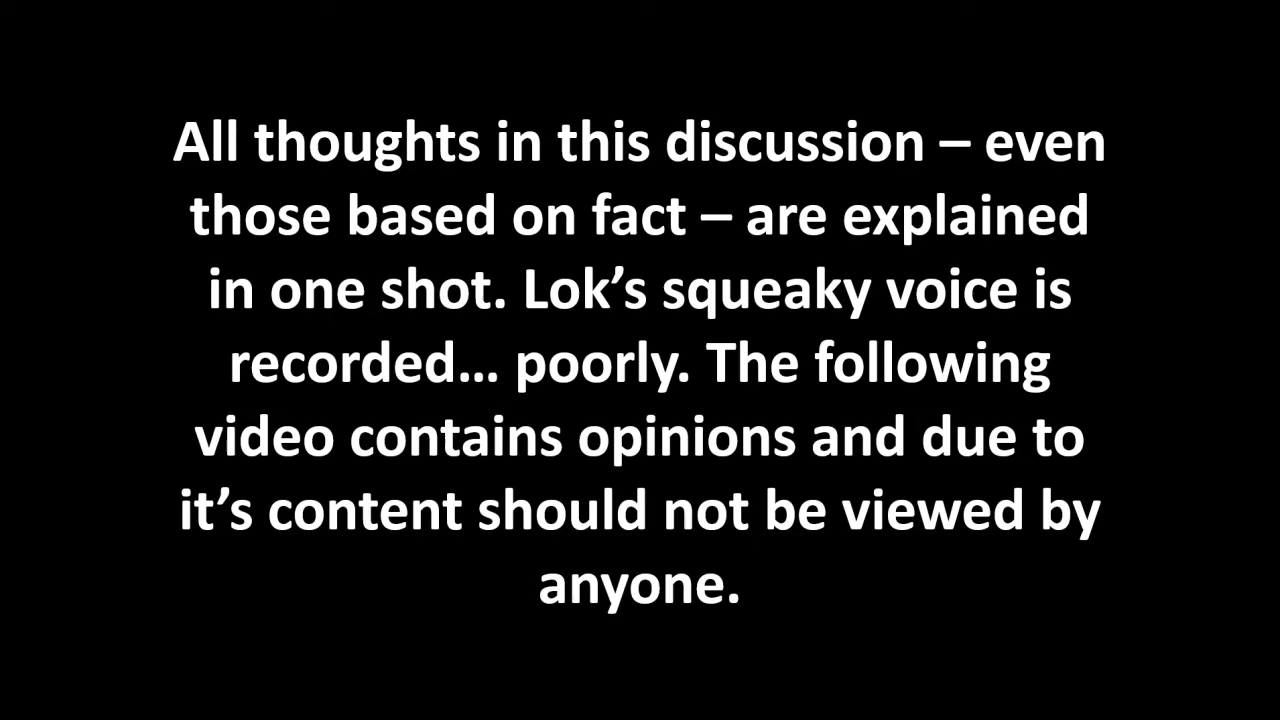 All thoughts in this discussion – even
those based on fact – are explained
in one shot. Lok’s squeaky voice is
recorded… poorly. The following
video contains opinions and due to
it’s content should not be viewed by
anyone.